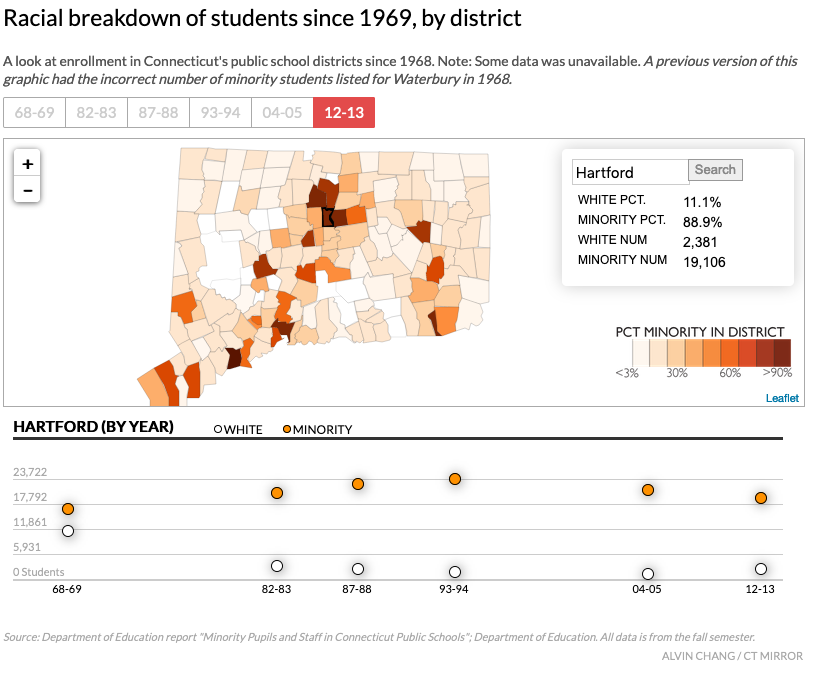 Racial breakdown of students since 1969, by district
A look at enrollment in Connecticut's public school districts since 1968. Note: Some data was unavailable. A previous version of this
graphic had the incorrect number of minority students listed for Waterbury in 1968.
68-69 82-83 87-88 93-94 04-05 12-13
+
−
Hartford Search
WHITE PCT. 11.1%
MINORITY PCT. 88.9%
WHITE NUM 2,381
MINORITY NUM 19,106
PCT MINORITY IN DISTRICT
<3% 30% 60% >90%
Leaflet
HARTFORD (BY YEAR) WHITE MINORITY
23,722
17,792
11,861
5,931
0 Students
68-69 82-83 87-88 93-94 04-05 12-13
Source: Department of Education report "Minority Pupils and Staff in Connecticut Public Schools"; Department of Education. All data is from the fall semester.
ALVIN CHANG / CT MIRROR